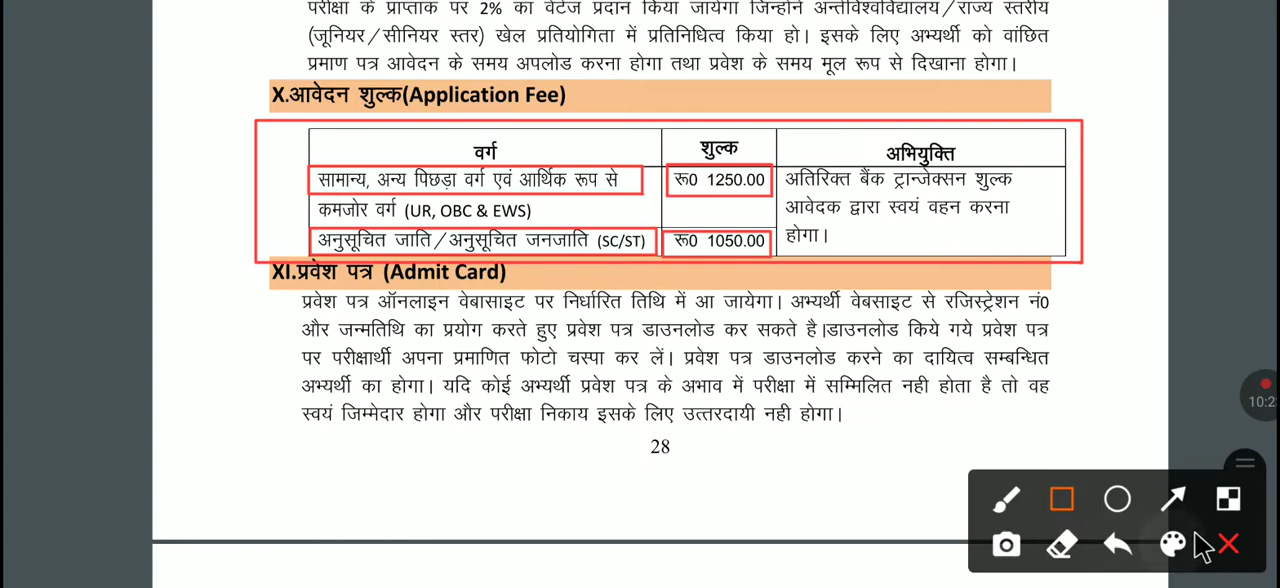 परीक्षा के प्राप्तांक पर 2% का वेटेज प्रदान किया जायेगा जिन्होंने अन्तर्विश्वविद्यालय/राज्य स्तरीय
(जूनियर/सीनियर स्तर) खेल प्रतियोगिता में प्रतिनिधित्व किया हो। इसके लिए अभ्यर्थी को वांछित
प्रमाण पत्र आवेदन के समय अपलोड करना होगा तथा प्रवेश के समय मूल रूप से दिखाना होगा।
X.आवेदन शुल्क(Application Fee)
वर्ग शुल्क अभियुक्ति
सामान्य, अन्य पिछड़ा वर्ग एवं आर्थिक रूप से रू0 1250.00 अतिरिक्त बैंक ट्रान्जेक्सन शुल्क
कमजोर वर्ग (UR, OBC & EWS) आवेदक द्वारा स्वयं वहन करना
अनुसूचित जाति/अनुसूचित जनजाति (SC/ST) रू0 1050.00 होगा।
XI.प्रवेश पत्र (Admit Card)
प्रवेश पत्र ऑनलाइन वेबासाइट पर निर्धारित तिथि में आ जायेगा। अभ्यर्थी वेबसाइट से रजिस्ट्रेशन नं0
और जन्मतिथि का प्रयोग करते हुए प्रवेश पत्र डाउनलोड कर सकते है।डाउनलोड किये गये प्रवेश पत्र
पर परीक्षार्थी अपना प्रमाणित फोटो चस्पा कर लें। प्रवेश पत्र डाउनलोड करने का दायित्व सम्बन्धित
अभ्यर्थी का होगा। यदि कोई अभ्यर्थी प्रवेश पत्र के अभाव में परीक्षा में सम्मिलित नही होता है तो वह
स्वयं जिम्मेदार होगा और परीक्षा निकाय इसके लिए उत्तरदायी नही होगा।
28
10:2